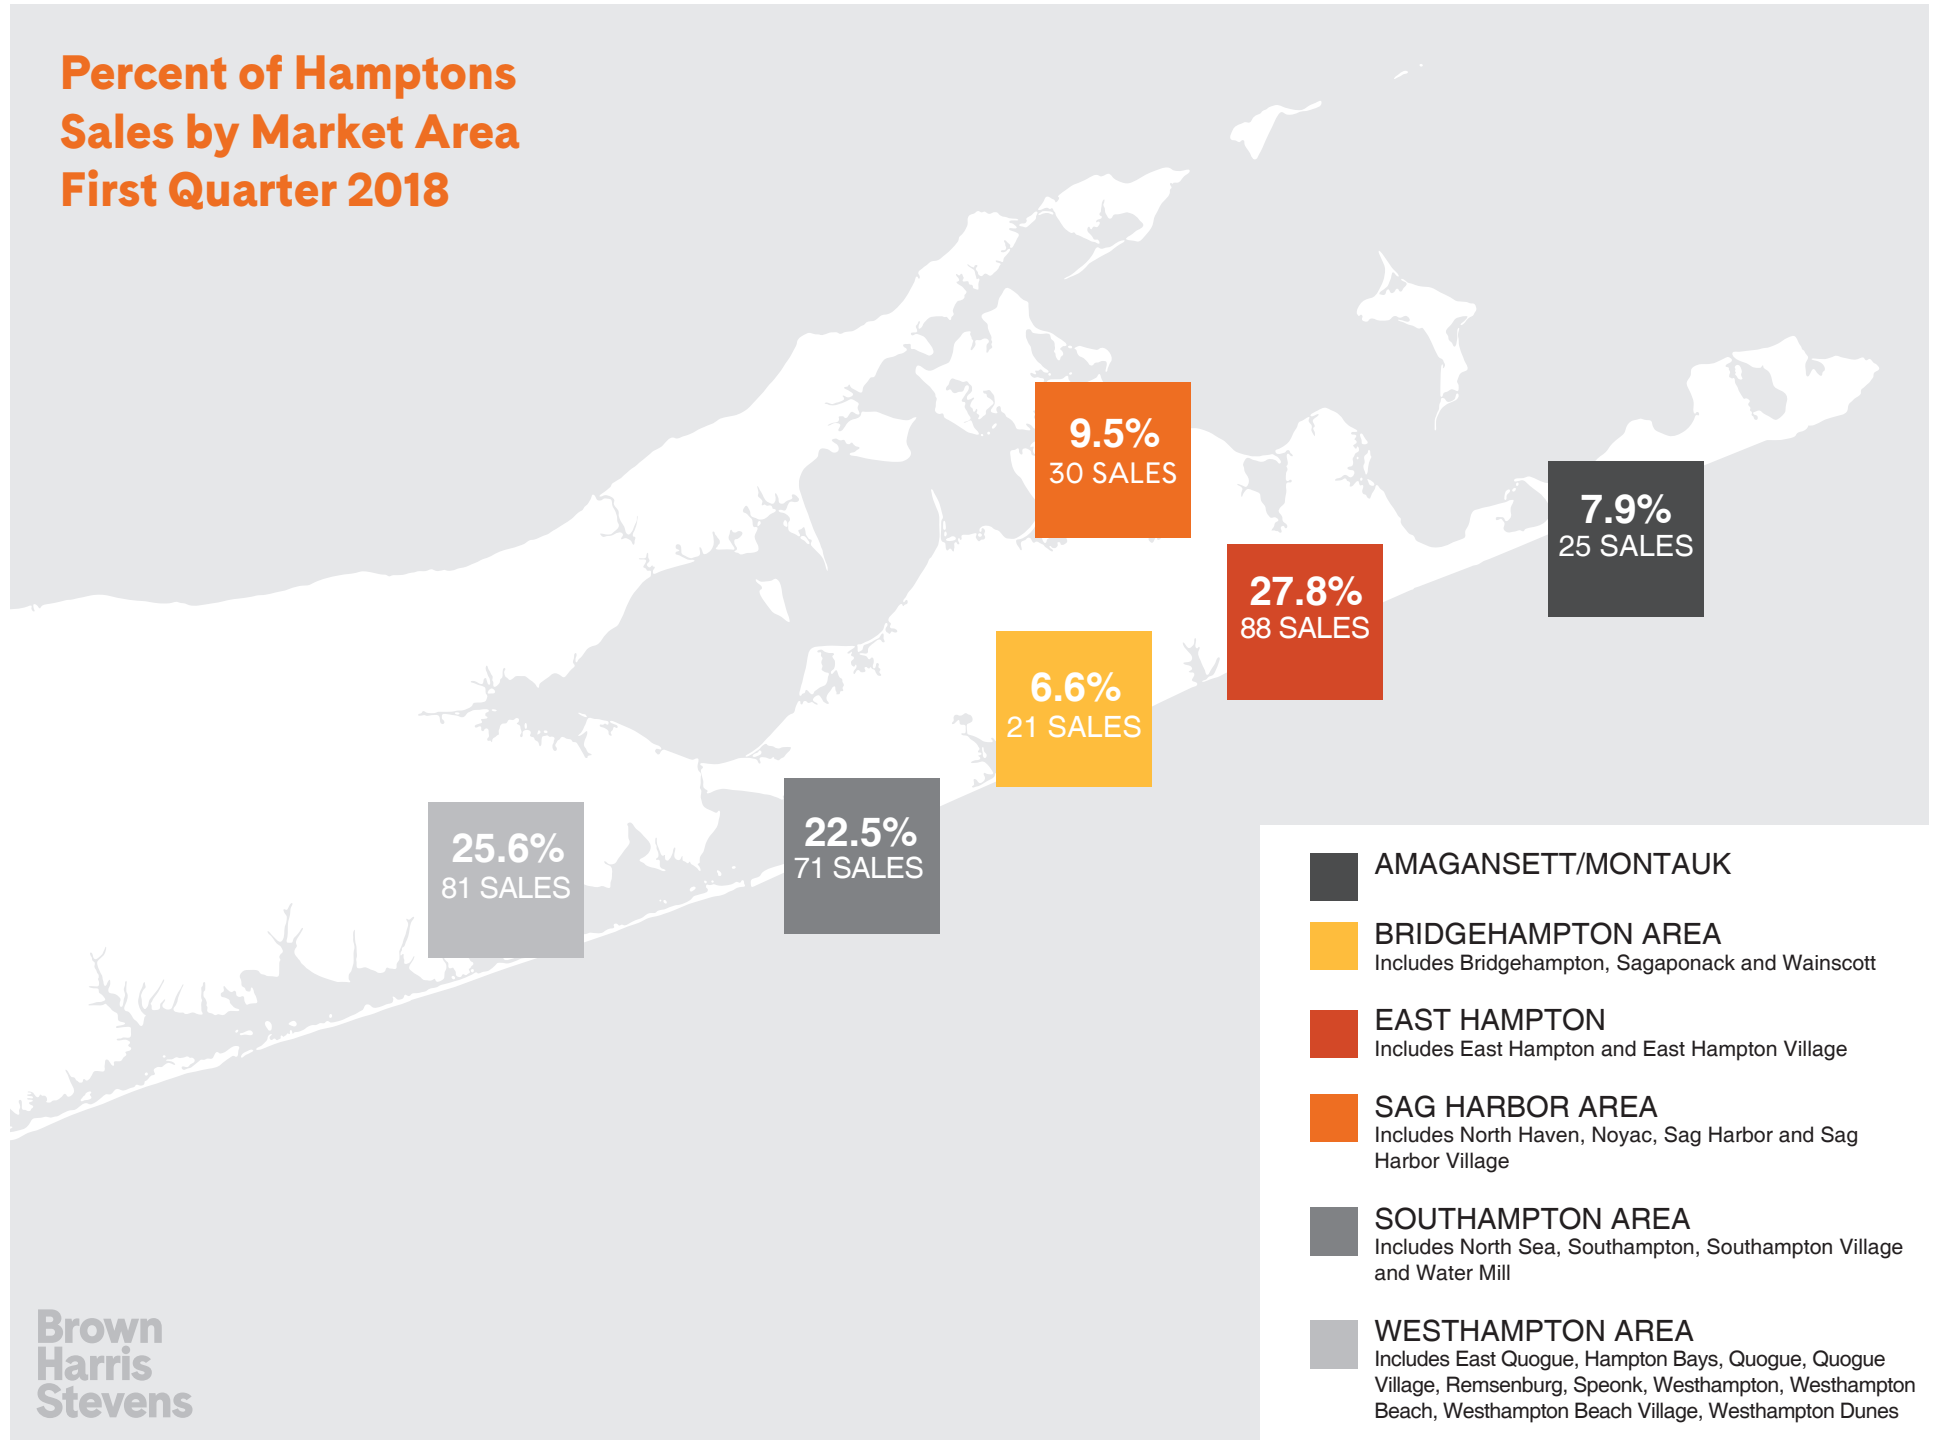 Percent of Hamptons
Sales by Market Area
First Quarter 2018
9.5%
30 SALES
7.9%
25 SALES
27.8%
88 SALES
6.6%
21 SALES
22.5%
71 SALES
25.6%
81 SALES
AMAGANSETT/MONTAUK
BRIDGEHAMPTON AREA
Includes Bridgehampton, Sagaponack and Wainscott
EAST HAMPTON
Includes East Hampton and East Hampton Village
SAG HARBOR AREA
Includes North Haven, Noyac, Sag Harbor and Sag
Harbor Village
SOUTHAMPTON AREA
Includes North Sea, Southampton, Southampton Village
and Water Mill
WESTHAMPTON AREA
Includes East Quogue, Hampton Bays, Quogue, Quogue
Village, Remsenburg, Speonk, Westhampton, Westhampton
Beach, Westhampton Beach Village, Westhampton Dunes
Brown
Harris
Stevens